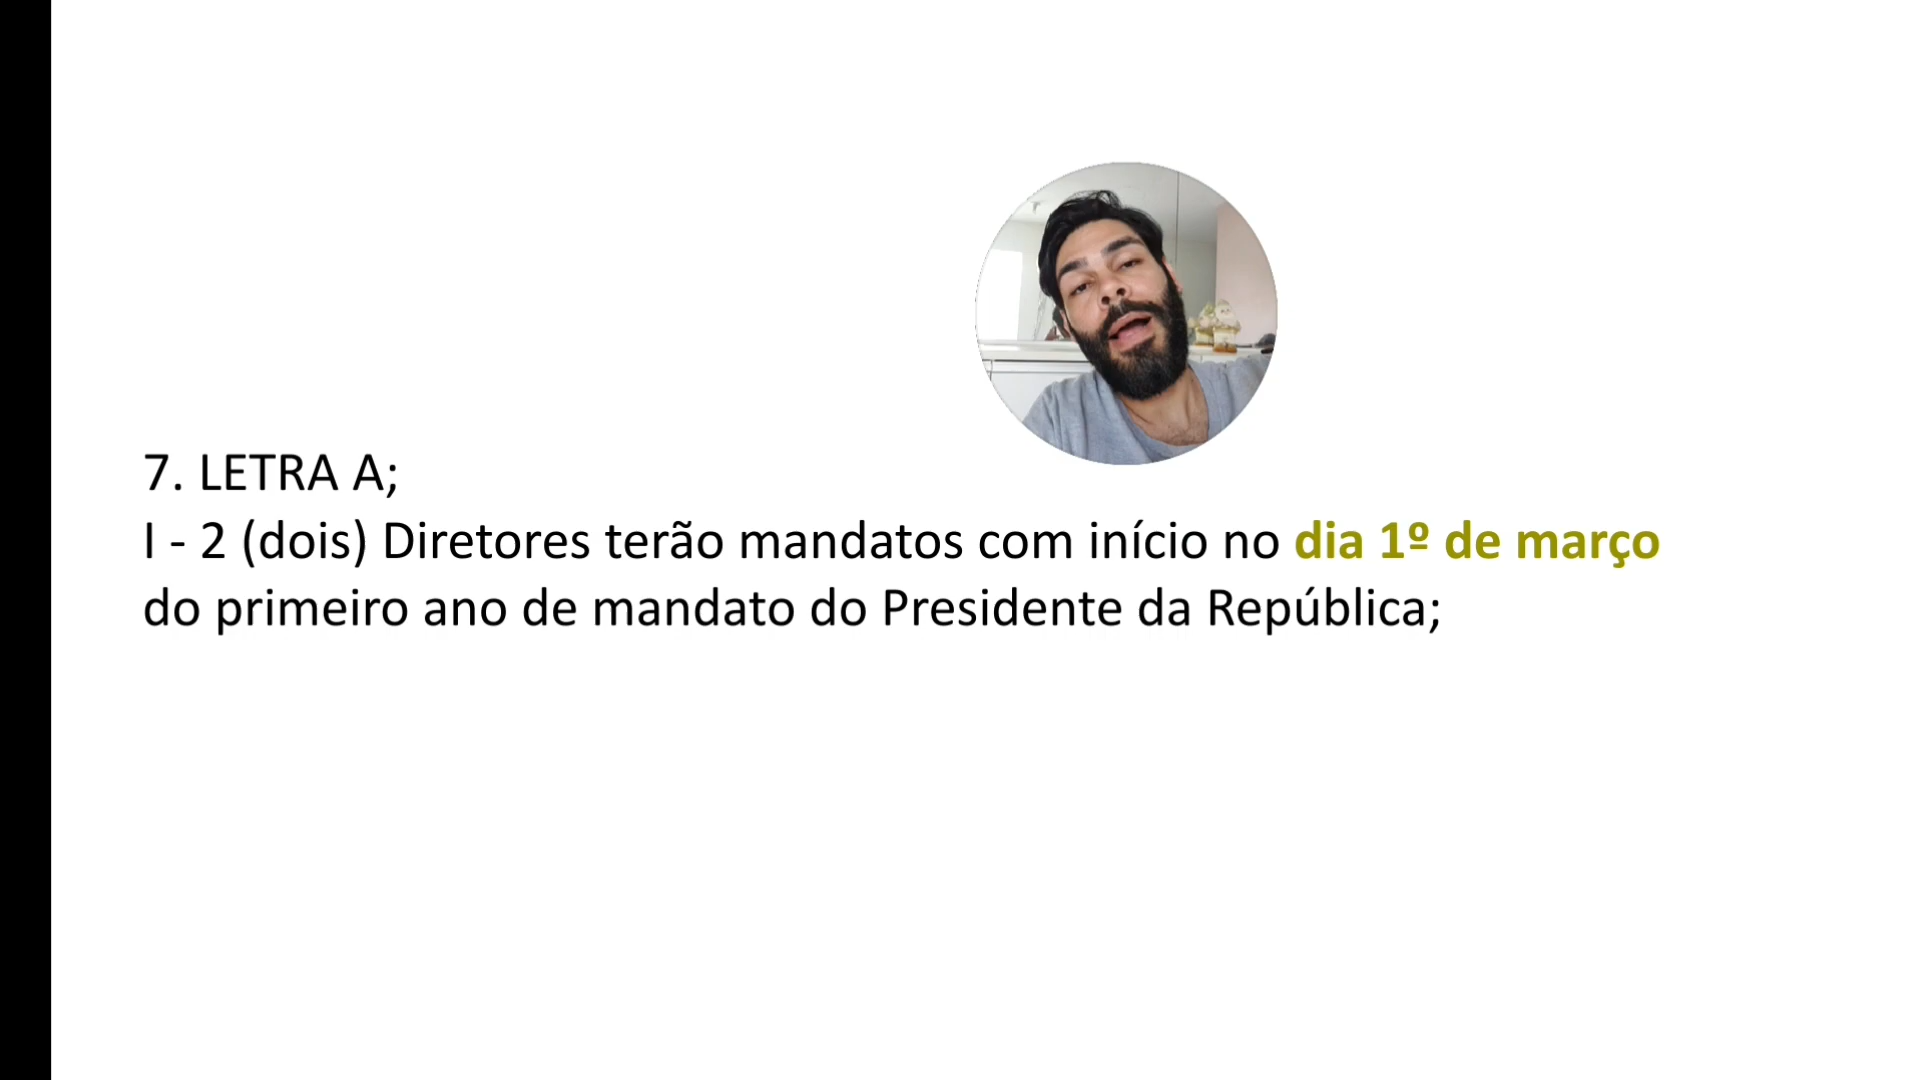 7. LETRA A;
I - 2 (dois) Diretores terão mandatos com início no dia 1º de março
do primeiro ano de mandato do Presidente da República;